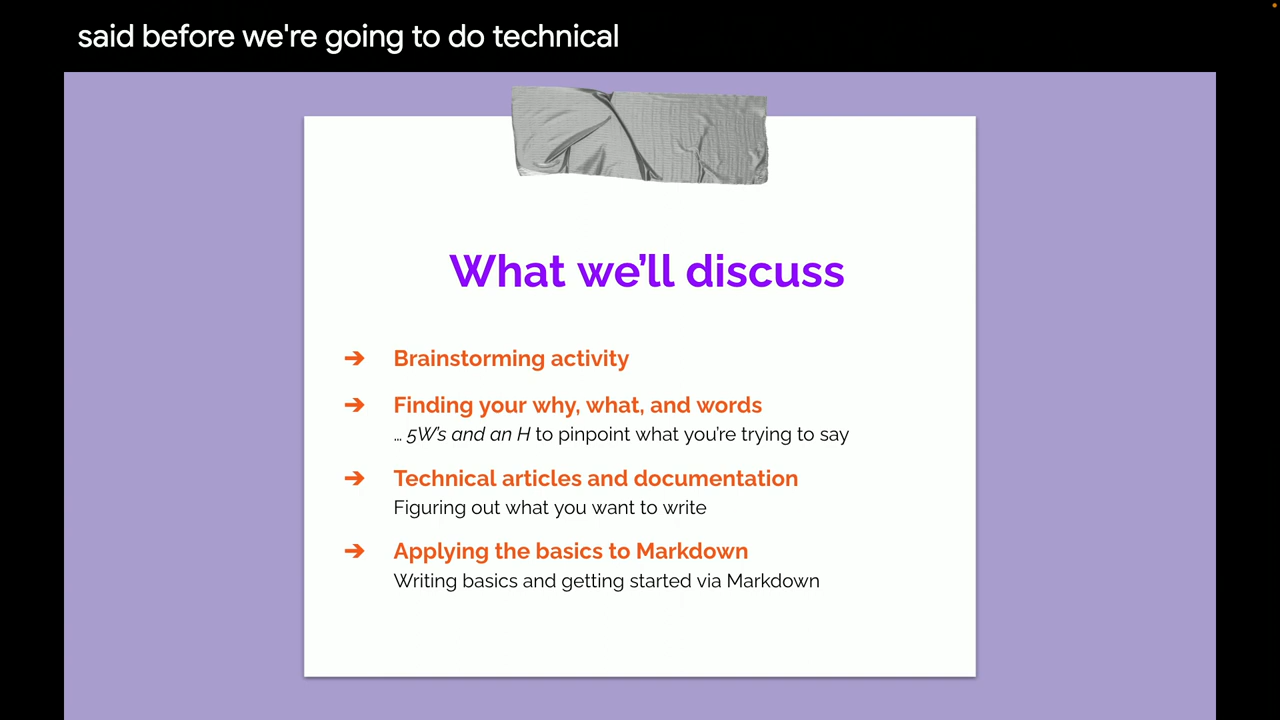 said before we're going to do technical
What we’ll discuss
➔ Brainstorming activity
➔ Finding your why, what, and words
... 5W’s and an H to pinpoint what you’re trying to say
➔ Technical articles and documentation
Figuring out what you want to write
➔ Applying the basics to Markdown
Writing basics and getting started via Markdown